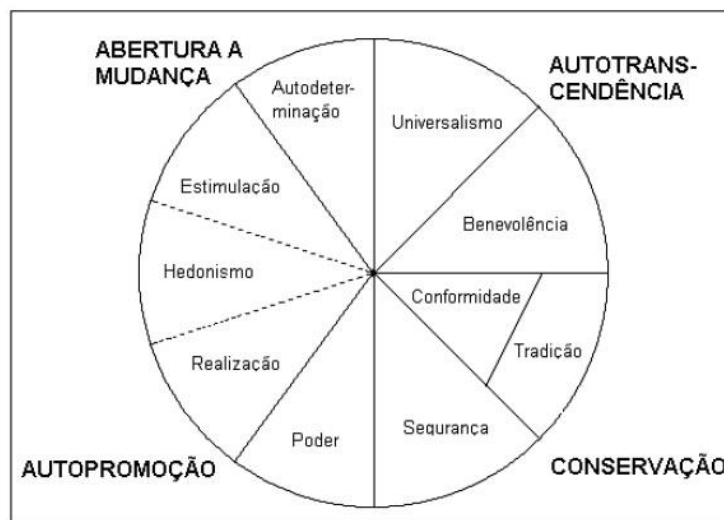 ABERTURA A
MUDANÇA
AUTOTRANS-
CENDÊNCIA
Autodeter-
minação
Universalismo
Estimulação
Benevolência
Hedonismo
Conformidade
Tradição
Realização
Poder
Segurança
AUTOPROMOÇÃO
CONSERVAÇÃO